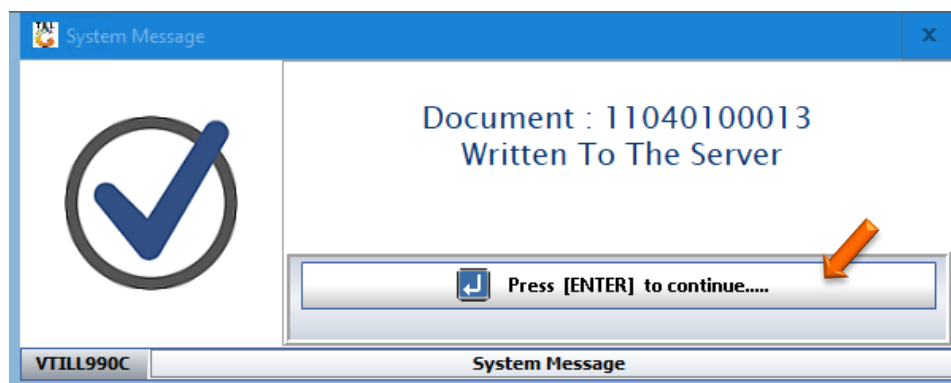 System Message
x
Document : 11040100013
Written To The Server
Press [ENTER] to continue.....
VTILL990C
System Message